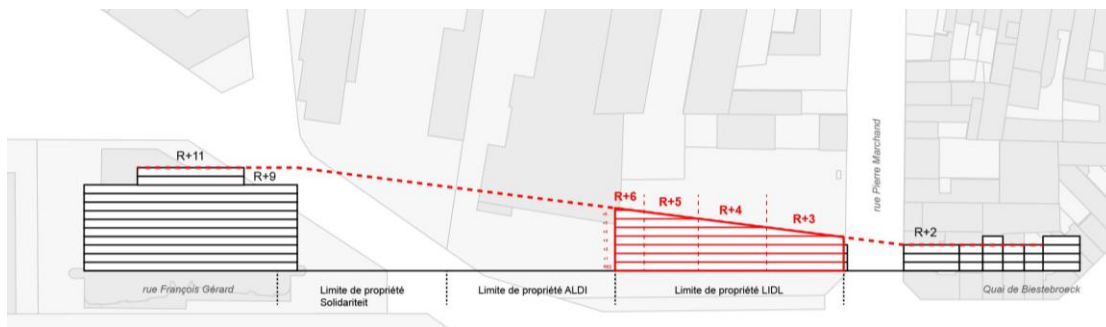 R+11
R+9
R+6
R+5
R+4
R+3
R+2
rue Pierre Marchand
rue François Gérard
Limite de propriété
Solidariteit
Limite de propriété ALDI
Limite de propriété LIDL
Quai de Biestebroeck